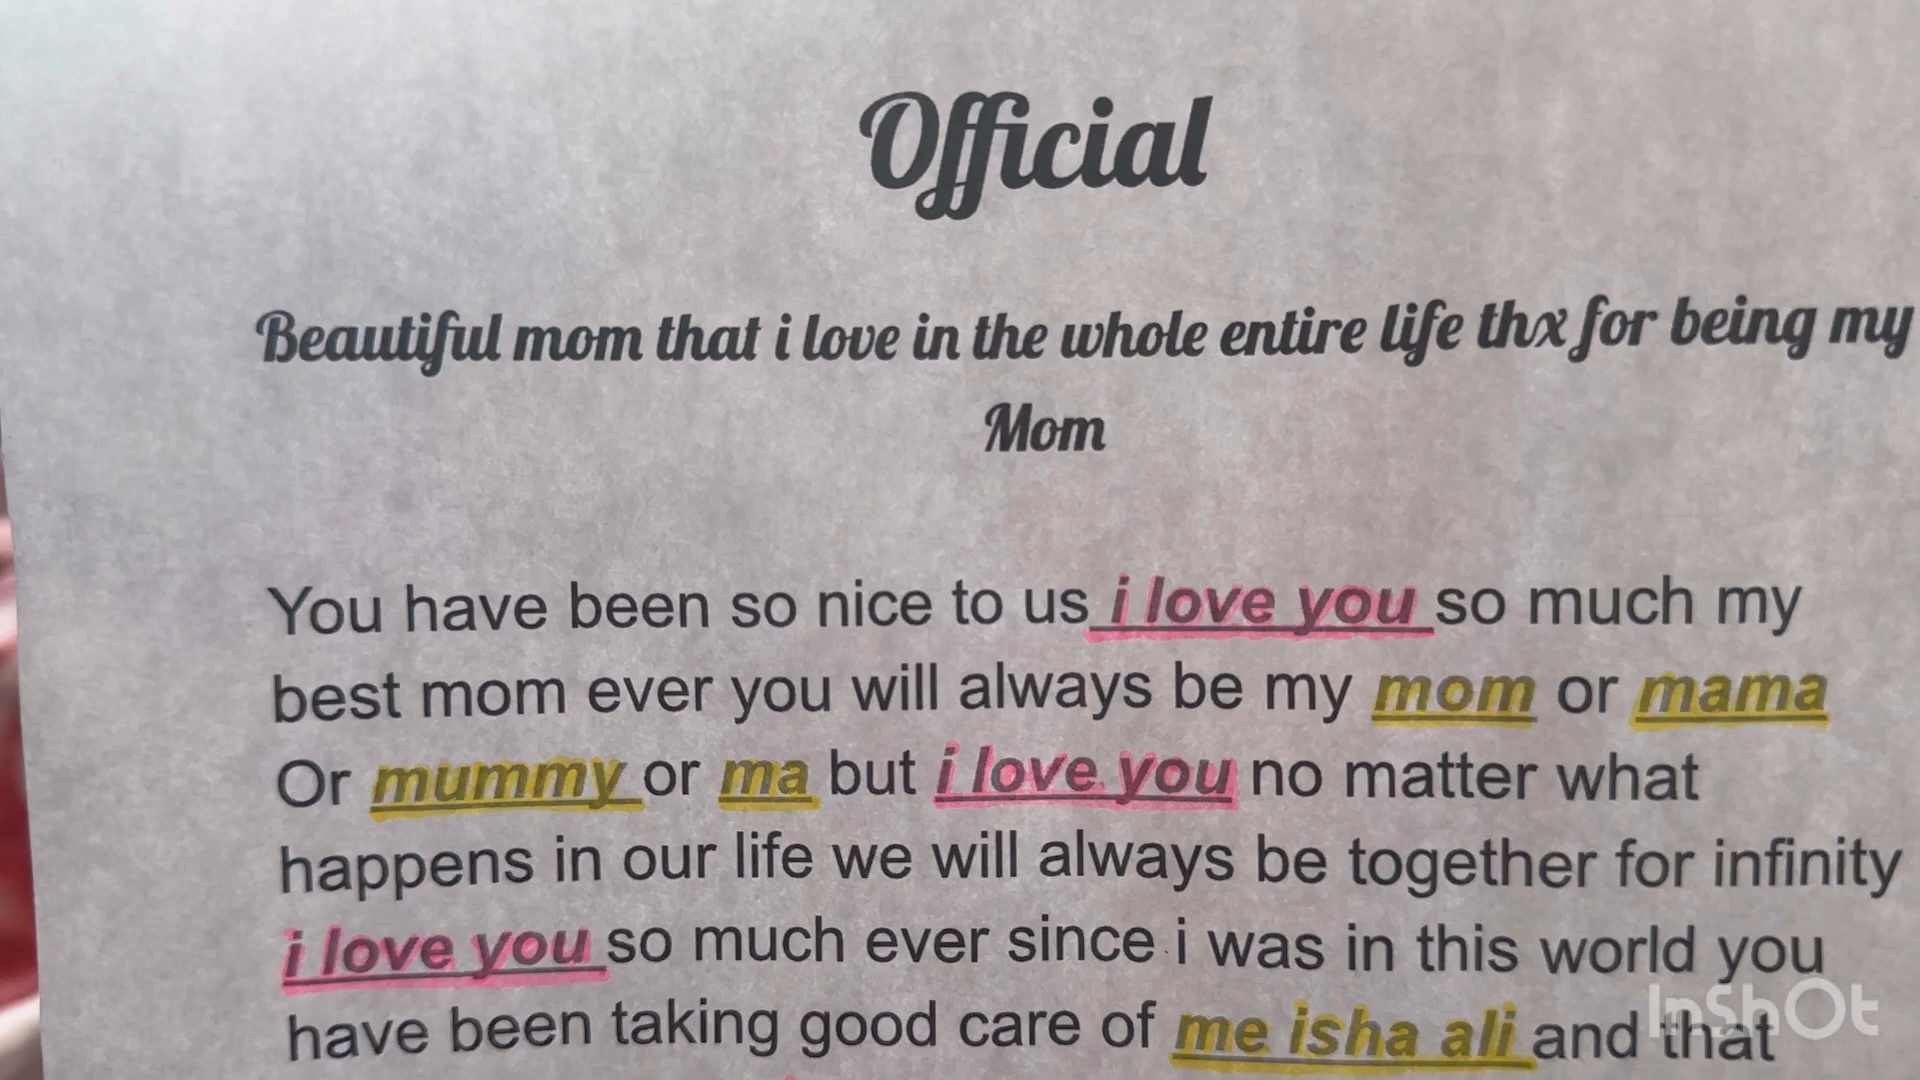 Official
Beautiful mom that i love in the whole entire life thx for being my
Mom
You have been so nice to us i love you so much my
best mom ever you will always be my mom or mama
Or mummy or ma but i love you no matter what
happens in our life we will always be together for infinity
i love you so much ever since i was in this world you
have been taking good care of me isha ali and that
InShOt